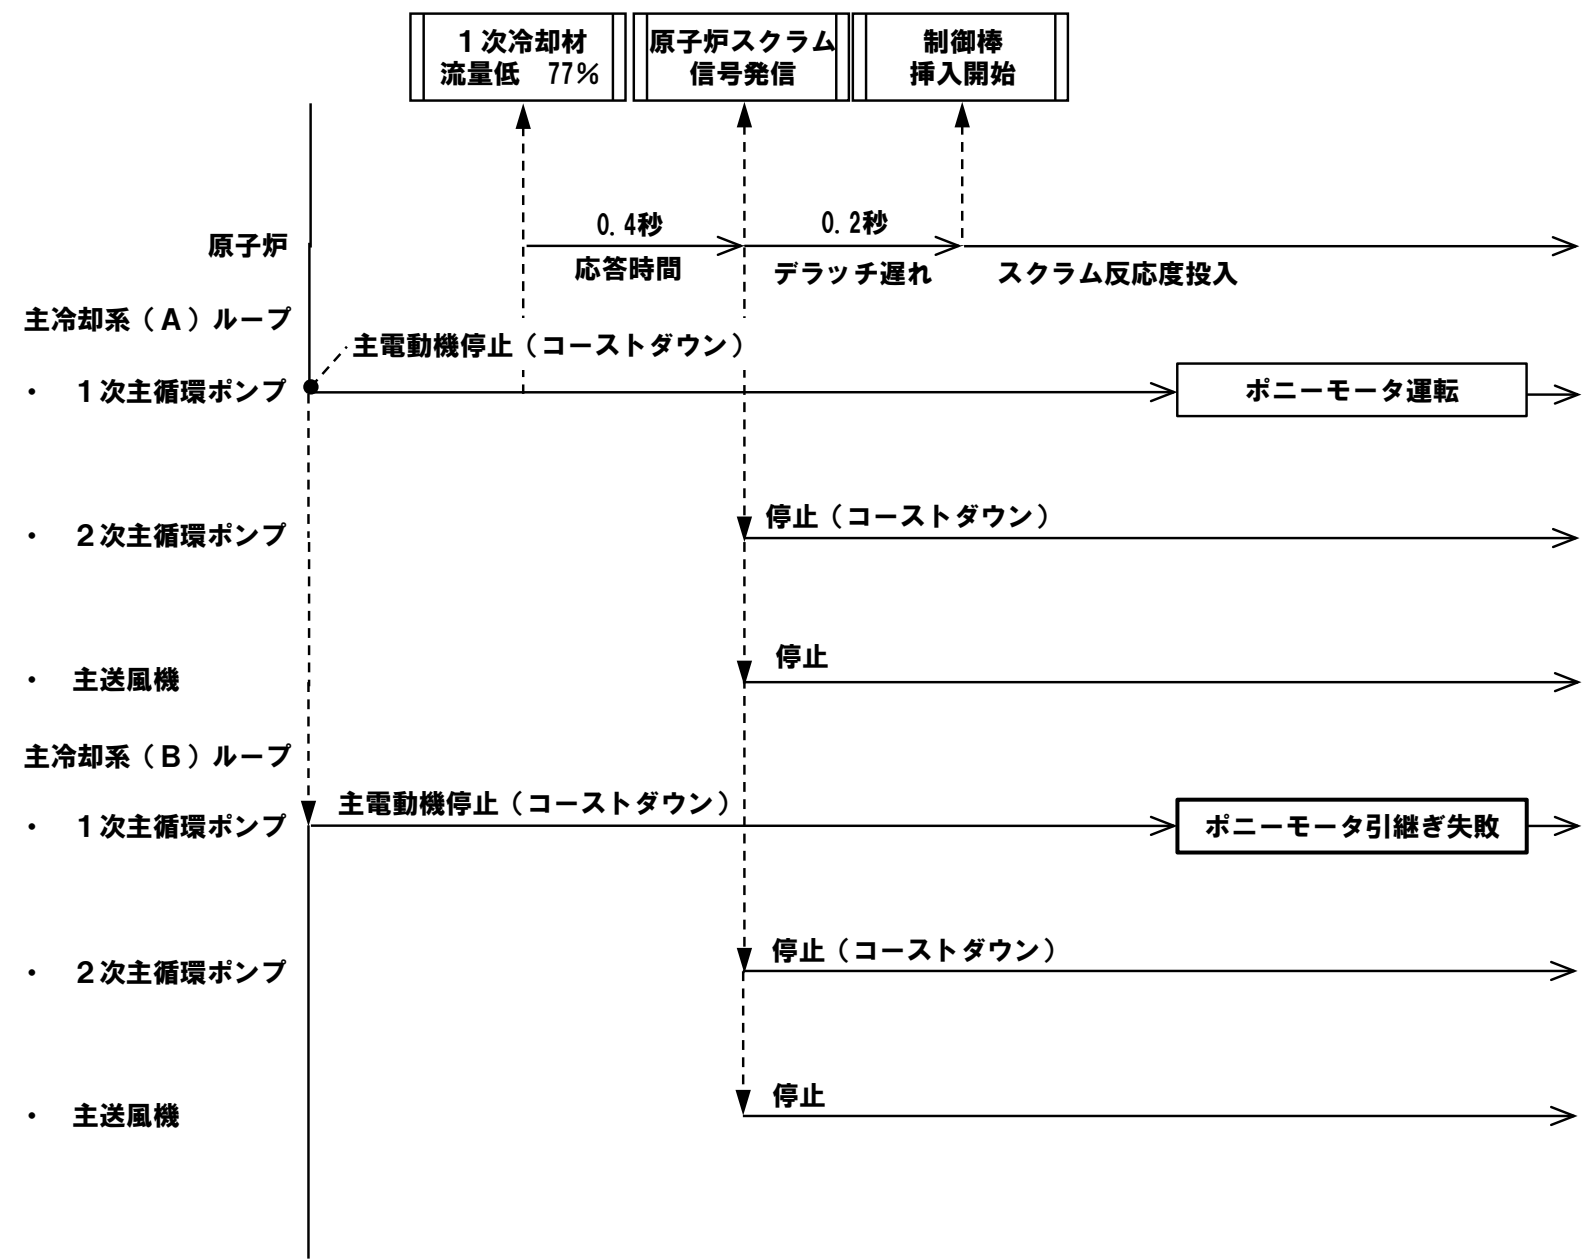 １次冷却材
流量低　77％
原子炉スクラム
信号発信
制御棒
挿入開始
0.4秒
0.2秒
原子炉
応答時間
デラッチ遅れ
スクラム反応度投入
主冷却系（Ａ）ループ
主電動機停止（コーストダウン）
・　１次主循環ポンプ
ポニーモータ運転
停止（コーストダウン）
・　２次主循環ポンプ
停止
・　主送風機
主冷却系（Ｂ）ループ
主電動機停止（コーストダウン）
・　１次主循環ポンプ
ポニーモータ引継ぎ失敗
停止（コーストダウン）
・　２次主循環ポンプ
停止
・　主送風機